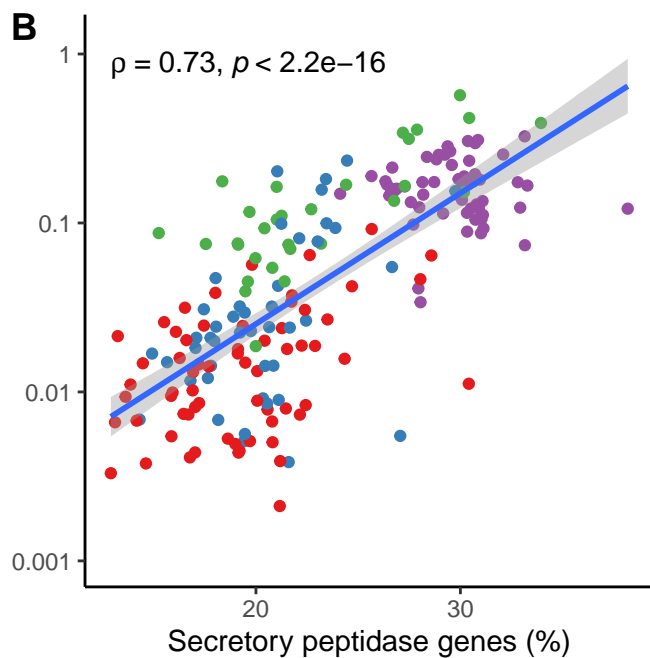 B
ρ = 0.73, p < 2.2e−16
1
0.1
0.01
0.001
20 30
Secretory peptidase genes (%)